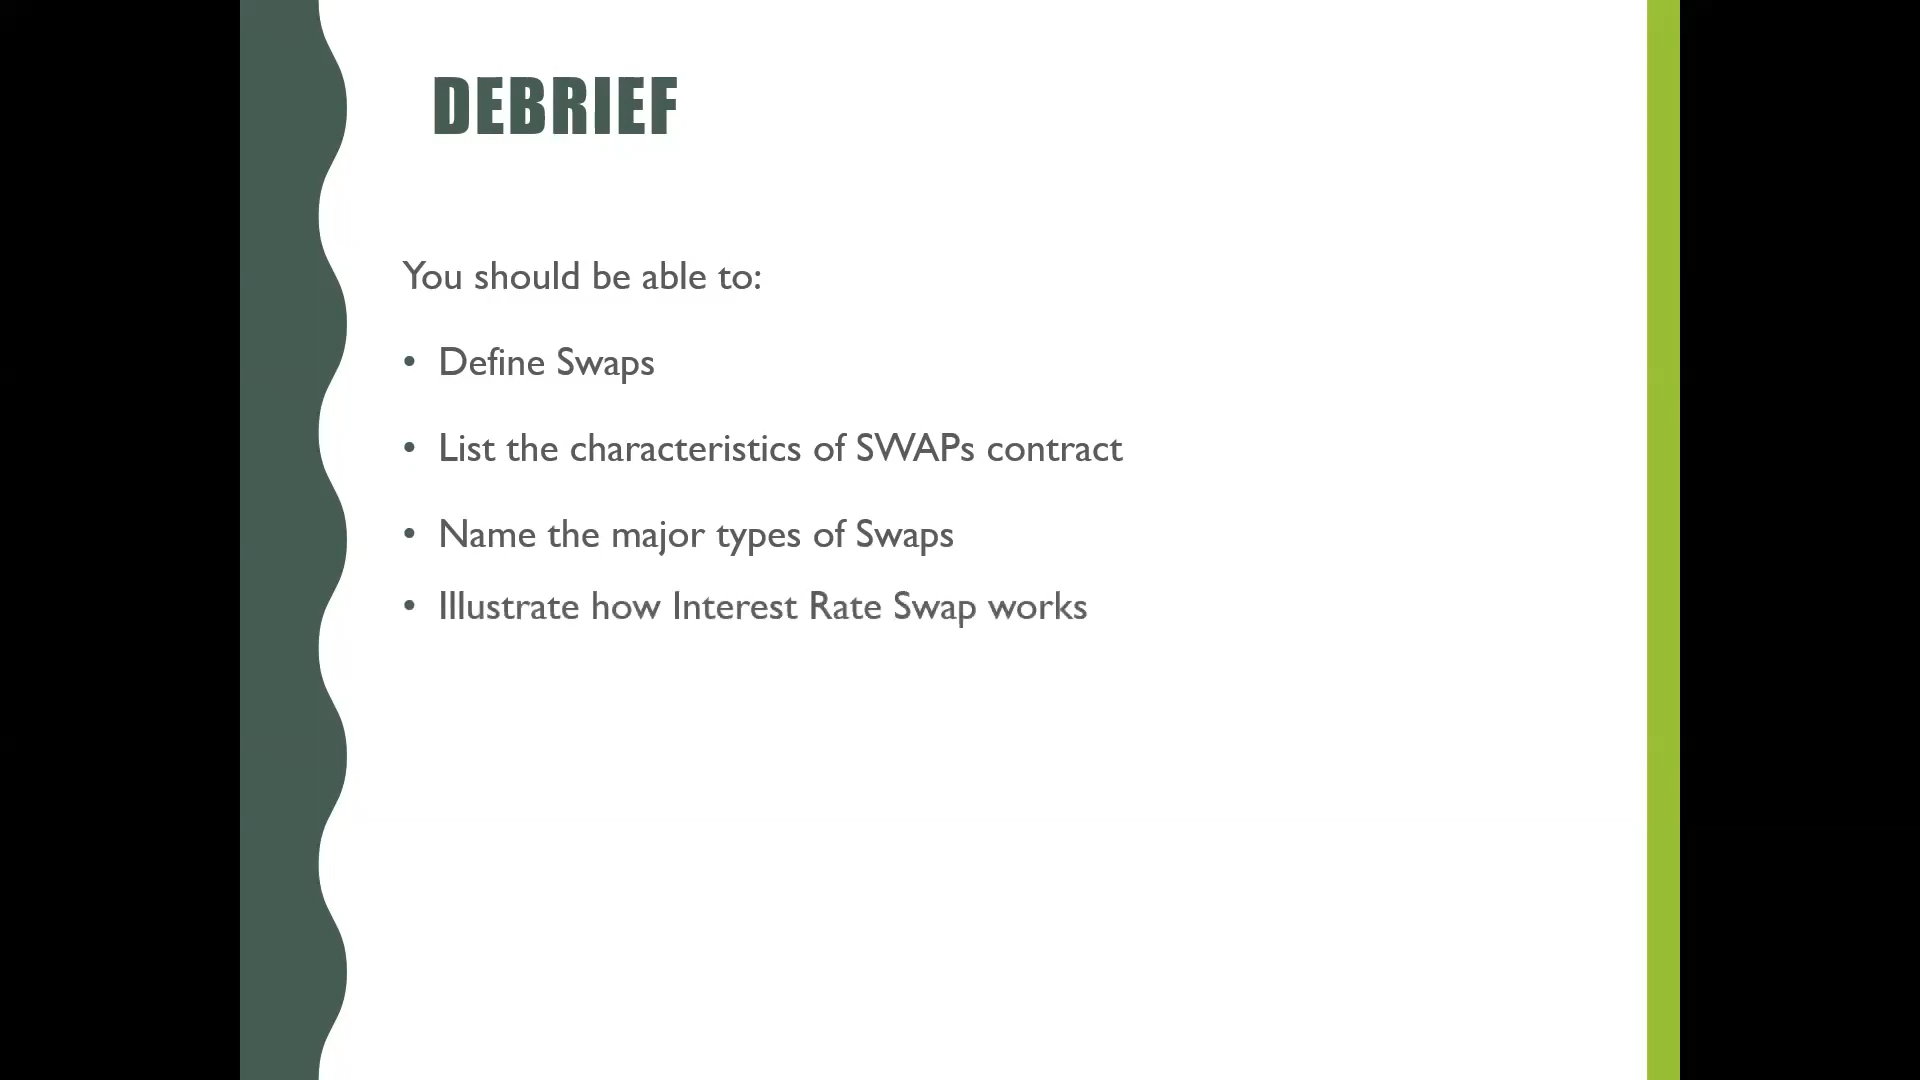 DEBRIEF
You should be able to:
• Define Swaps
• List the characteristics of SWAPs contract
• Name the major types of Swaps
• Illustrate how Interest Rate Swap works